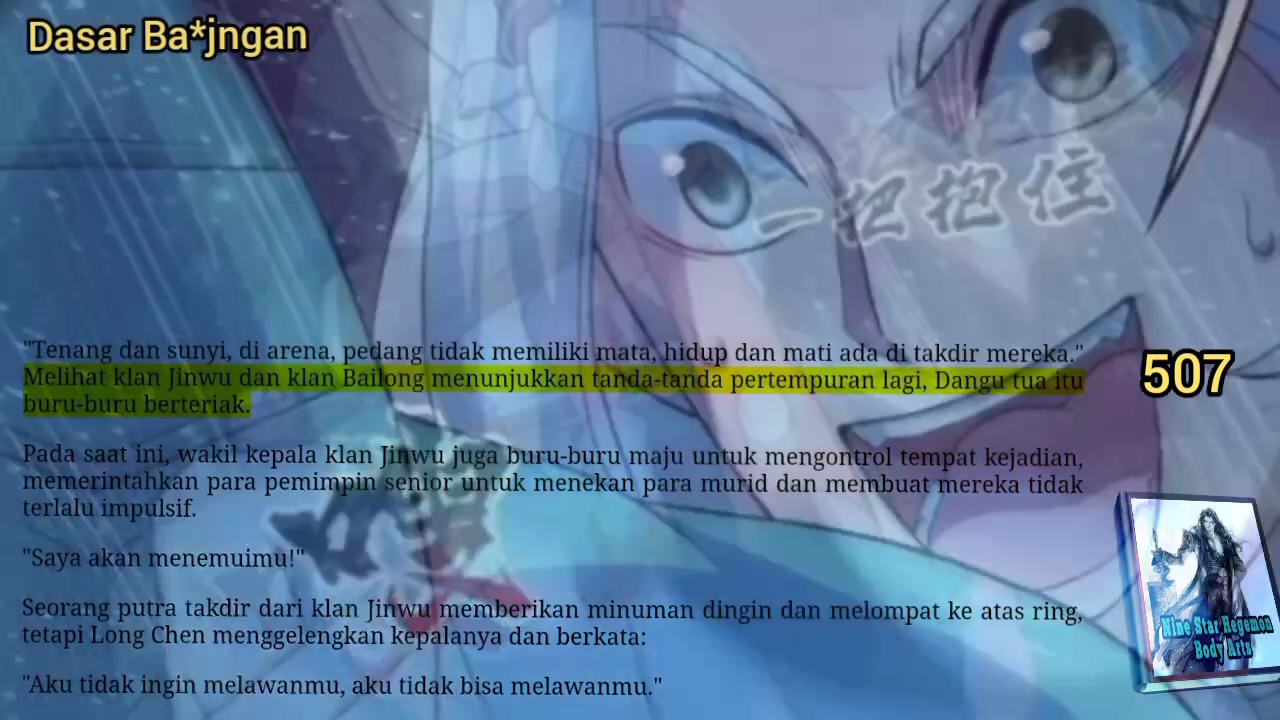 Dasar Ba*jngan
一把抱住
"Tenang dan sunyi, di arena, pedang tidak memiliki mata, hidup dan mati ada di takdir mereka."
Melihat klan Jinwu dan klan Bailong menunjukkan tanda-tanda pertempuran lagi, Dangu tua itu
buru-buru berteriak.
507
Pada saat ini, wakil kepala klan Jinwu juga buru-buru maju untuk mengontrol tempat kejadian,
memerintahkan para pemimpin senior untuk menekan para murid dan membuat mereka tidak
terlalu impulsif.
"Saya akan menemuimu!"
Seorang putra takdir dari klan Jinwu memberikan minuman dingin dan melompat ke atas ring,
tetapi Long Chen menggelengkan kepalanya dan berkata:
"Aku tidak ingin melawanmu, aku tidak bisa melawanmu."
Nine Star Hegemon
Body Arts